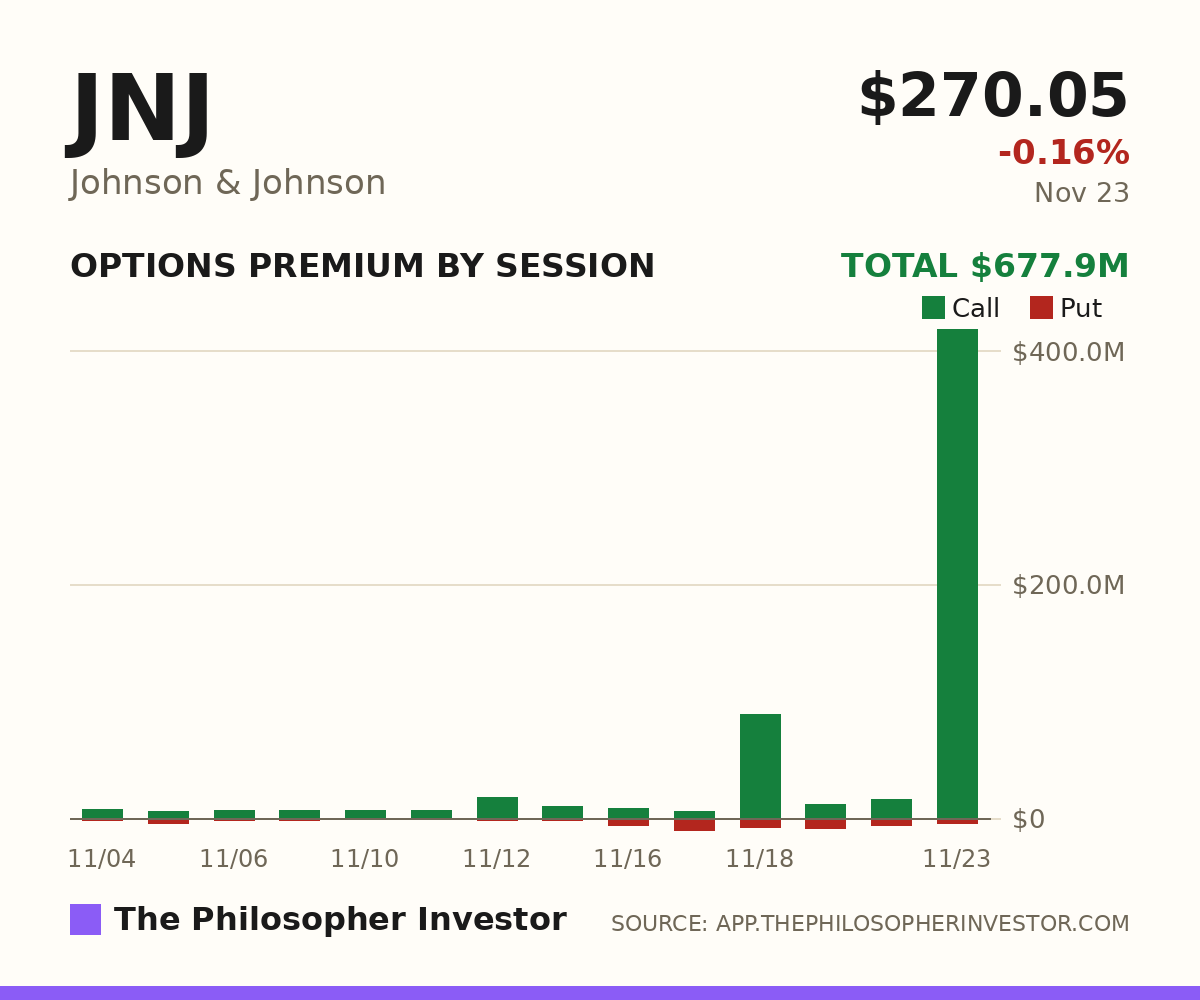 JNJ
$270.05
-0.16%
Johnson & Johnson
Nov 23
OPTIONS PREMIUM BY SESSION
TOTAL $677.9M
Call
Put
$400.0M
$200.0M
$0
11/04 11/06 11/10 11/12 11/16 11/18 11/23
The Philosopher Investor
SOURCE: APP.THEPHILOSOPHERINVESTOR.COM